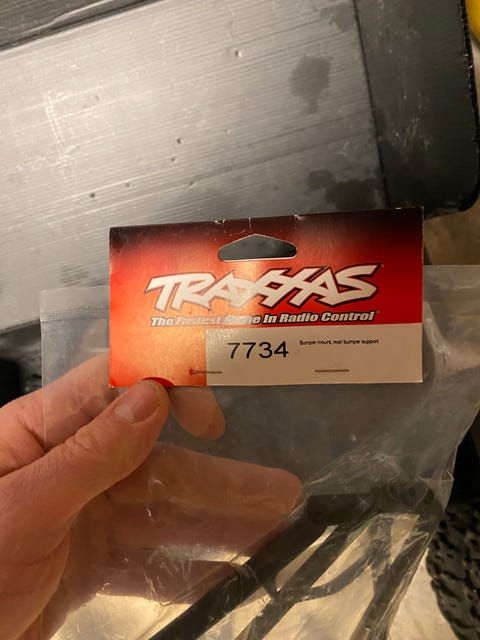 TRAXXAS
The Fastest Name In Radio Control
7734
Bumper mount, rear/ bumper support